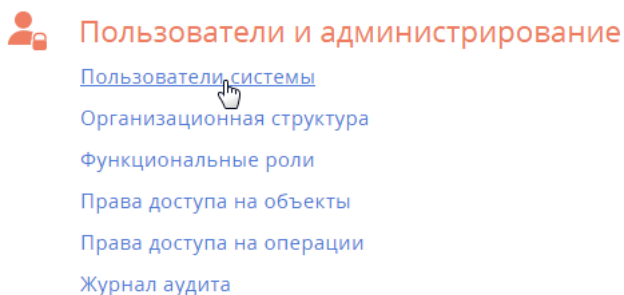 Пользователи и администрирование
Пользователи системы
Организационная структура
Функциональные роли
Права доступа на объекты
Права доступа на операции
Журнал аудита